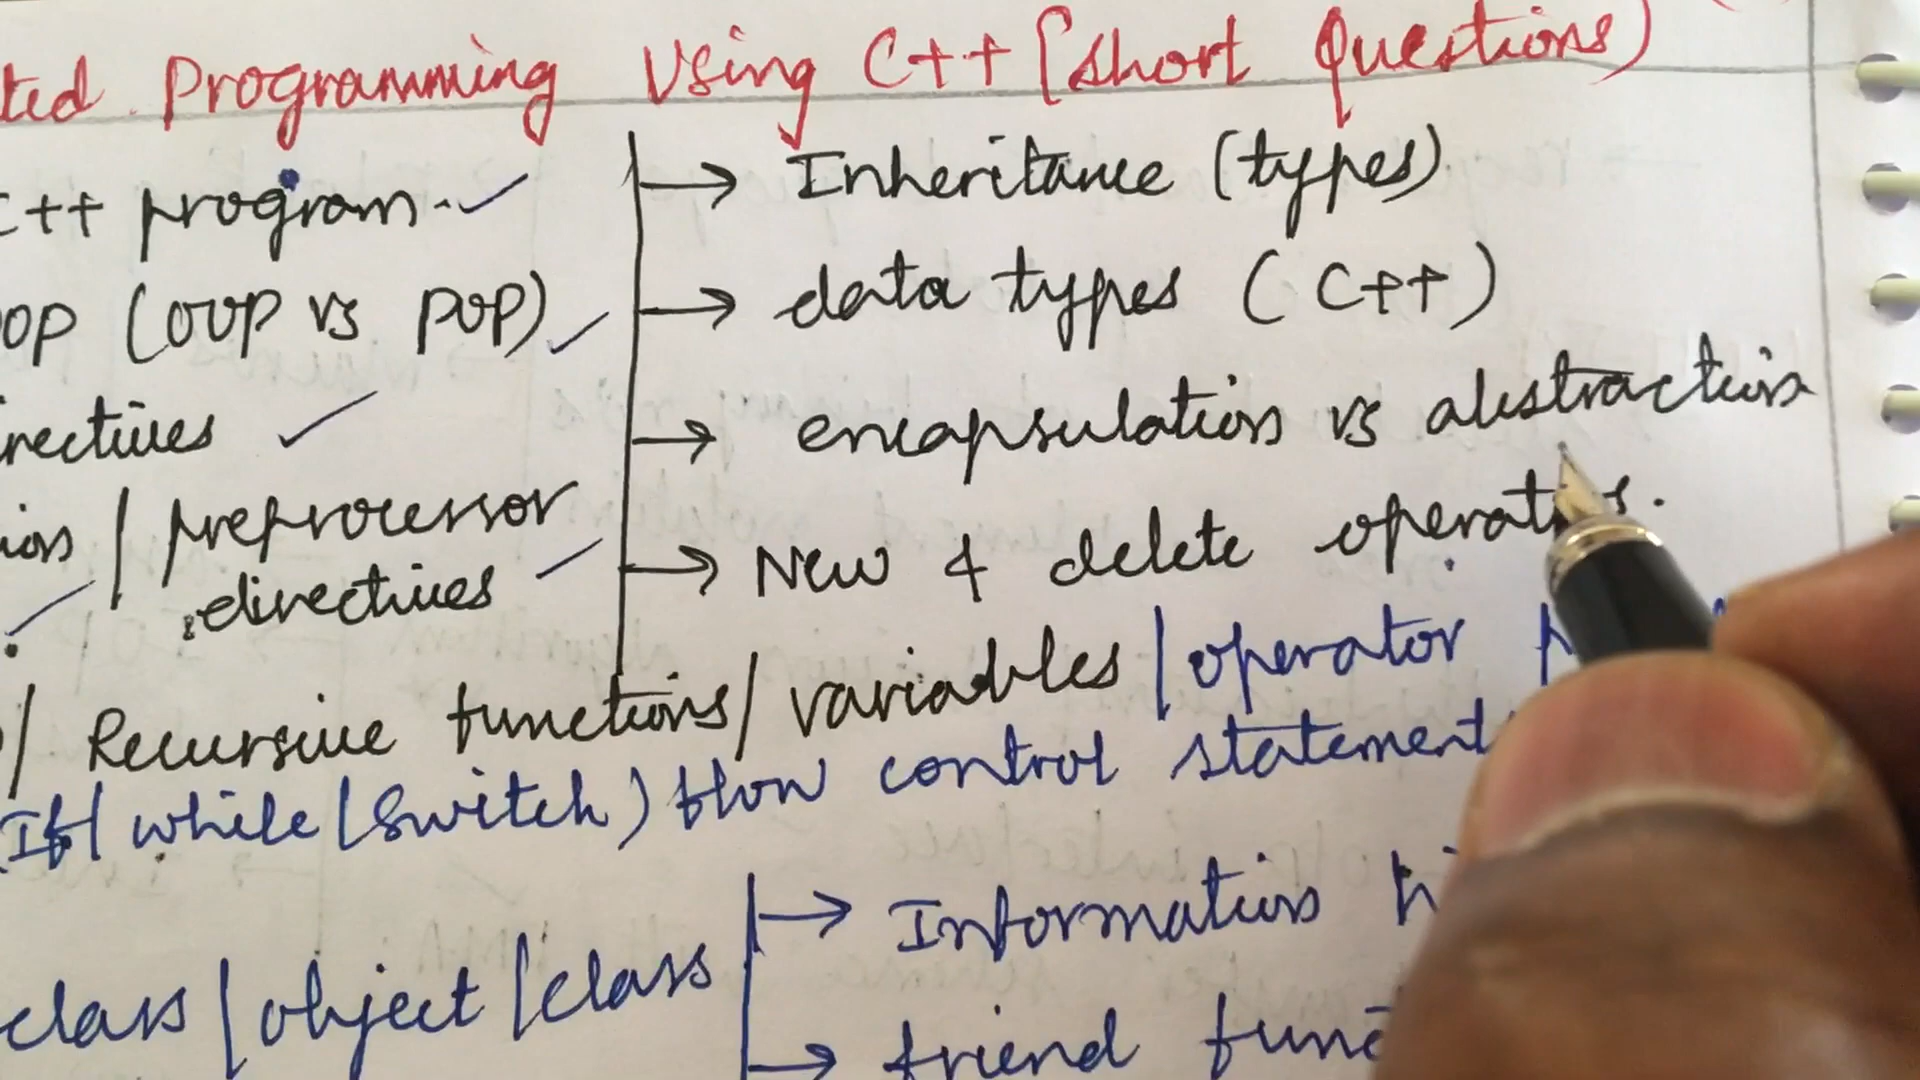 Programming Using C++ (Short Questions)
C++ program.
→ Inheritance (types)
OOP (OOP vs POP)
→ data types (C++)
→ encapsulation vs abstraction
/ preprocessor
directives
→ New & delete
/ Recursive functions / variables / operator
If / while / Switch) flow control statement
→ Information
class / object / class
→ friend